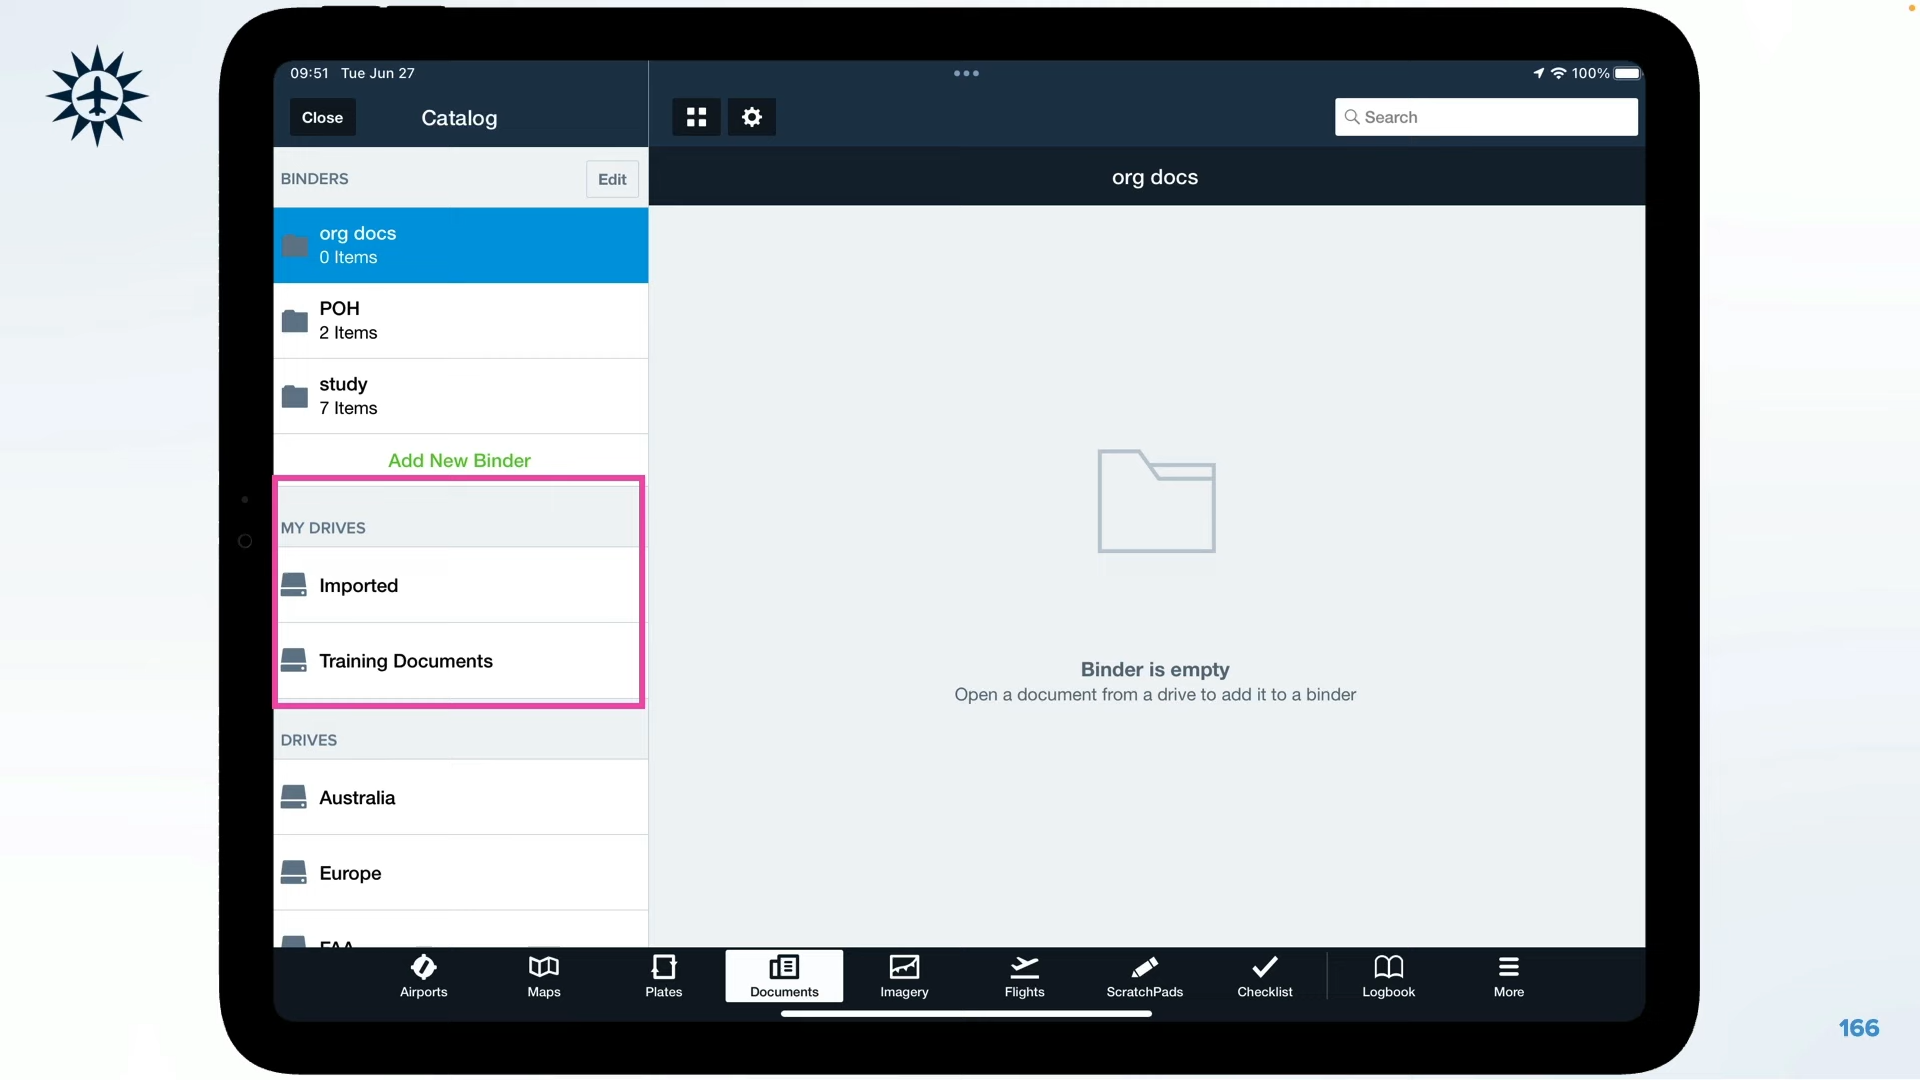 09:51 Tue Jun 27
100%
Close
Catalog
Search
BINDERS
Edit
org docs
org docs
0 Items
POH
2 Items
study
7 Items
Add New Binder
MY DRIVES
Imported
Training Documents
Binder is empty
Open a document from a drive to add it to a binder
DRIVES
Australia
Europe
FAA
Airports
Maps
Plates
Documents
Imagery
Flights
ScratchPads
Checklist
Logbook
More
166